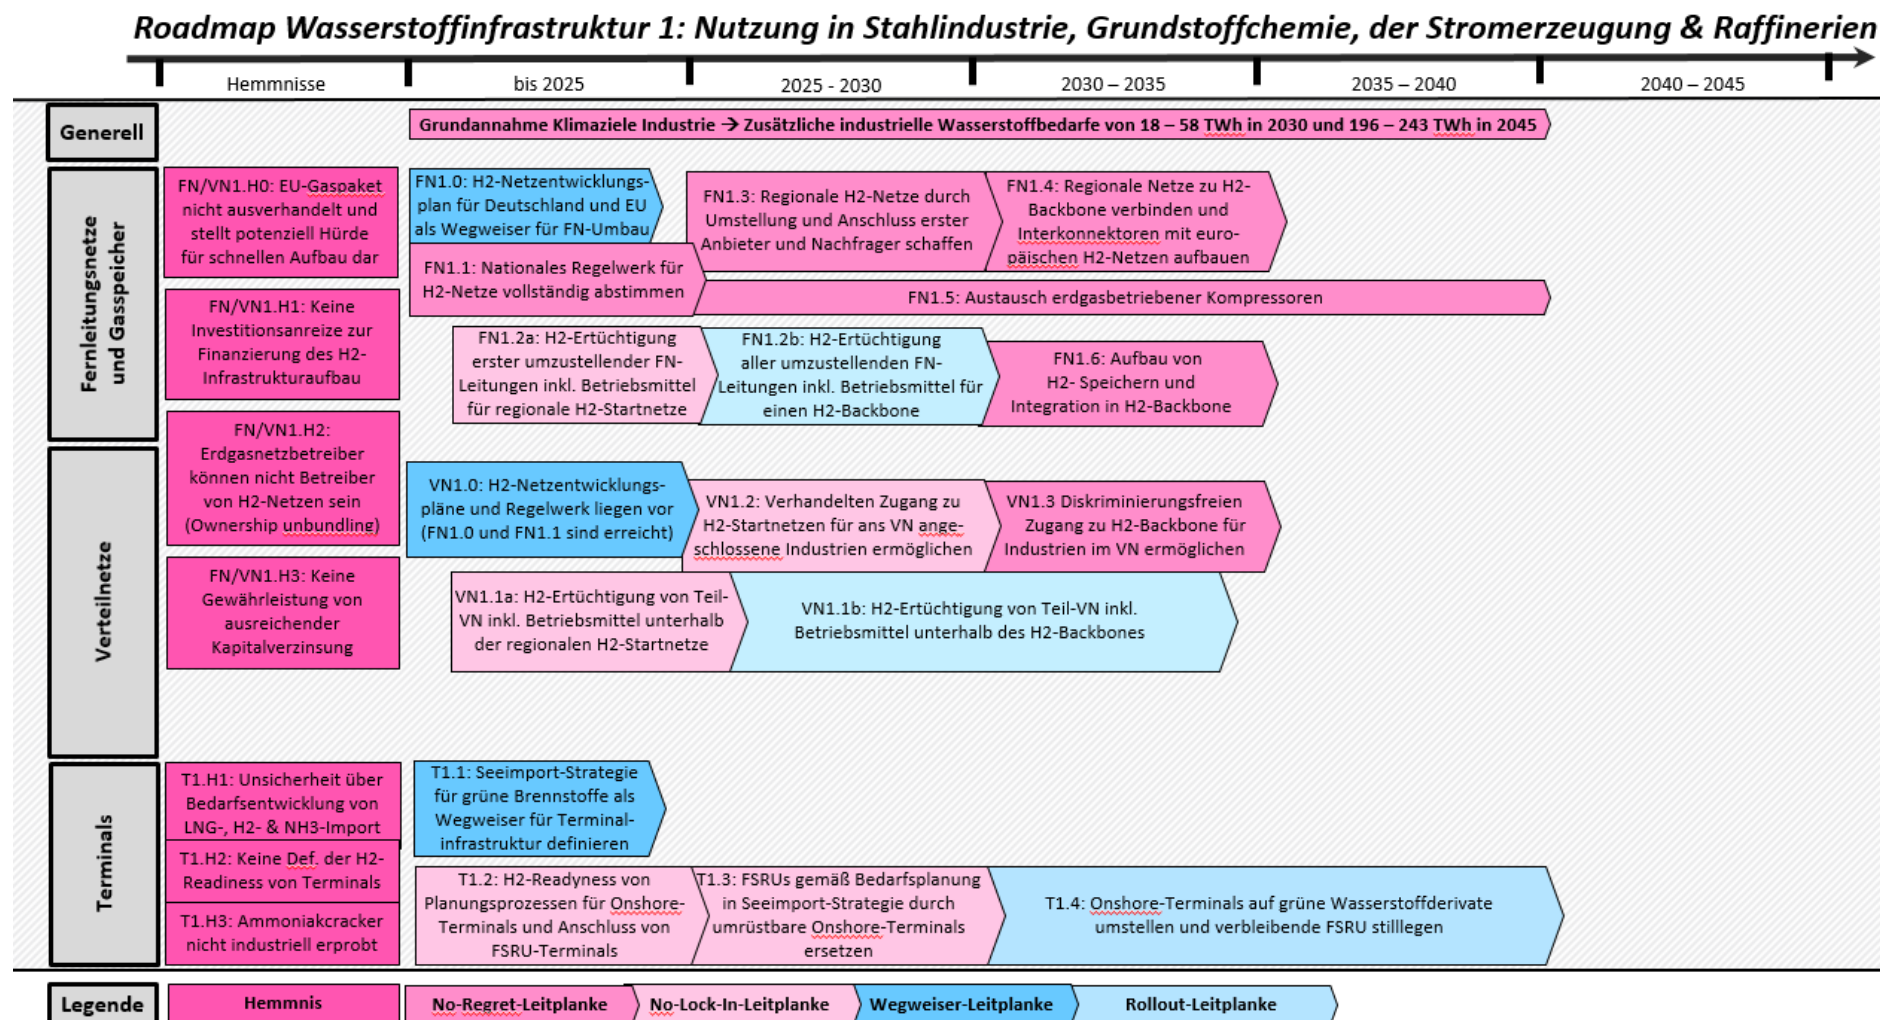 Roadmap Wasserstoffinfrastruktur 1: Nutzung in Stahlindustrie, Grundstoffchemie, der Stromerzeugung & Raffinerien
Hemmnisse
bis 2025
2025 - 2030
2030 – 2035
2035 – 2040
2040 – 2045
Generell
Grundannahme Klimaziele Industrie → Zusätzliche industrielle Wasserstoffbedarfe von 18 – 58 TWh in 2030 und 196 – 243 TWh in 2045
Fernleitungsnetze
und Gasspeicher
FN/VN1.H0: EU-Gaspaket
nicht ausverhandelt und
stellt potenziell Hürde
für schnellen Aufbau dar
FN/VN1.H1: Keine
Investitionsanreize zur
Finanzierung des H2-
Infrastrukturaufbau
FN/VN1.H2:
Erdgasnetzbetreiber
können nicht Betreiber
von H2-Netzen sein
(Ownership unbundling)
FN/VN1.H3: Keine
Gewährleistung von
ausreichender
Kapitalverzinsung
FN1.0: H2-Netzentwicklungs-
plan für Deutschland und EU
als Wegweiser für FN-Umbau
FN1.1: Nationales Regelwerk für
H2-Netze vollständig abstimmen
FN1.3: Regionale H2-Netze durch
Umstellung und Anschluss erster
Anbieter und Nachfrager schaffen
FN1.4: Regionale Netze zu H2-
Backbone verbinden und
Interkonnektoren mit euro-
päischen H2-Netzen aufbauen
FN1.5: Austausch erdgasbetriebener Kompressoren
FN1.2a: H2-Ertüchtigung
erster umzustellender FN-
Leitungen inkl. Betriebsmittel
für regionale H2-Startnetze
FN1.2b: H2-Ertüchtigung
aller umzustellenden FN-
Leitungen inkl. Betriebsmittel für
einen H2-Backbone
FN1.6: Aufbau von
H2- Speichern und
Integration in H2-Backbone
Verteilnetze
VN1.0: H2-Netzentwicklungs-
pläne und Regelwerk liegen vor
(FN1.0 und FN1.1 sind erreicht)
VN1.2: Verhandelten Zugang zu
H2-Startnetzen für ans VN ange-
schlossene Industrien ermöglichen
VN1.3 Diskriminierungsfreien
Zugang zu H2-Backbone für
Industrien im VN ermöglichen
VN1.1a: H2-Ertüchtigung von Teil-
VN inkl. Betriebsmittel unterhalb
der regionalen H2-Startnetze
VN1.1b: H2-Ertüchtigung von Teil-VN inkl.
Betriebsmittel unterhalb des H2-Backbones
Terminals
T1.H1: Unsicherheit über
Bedarfsentwicklung von
LNG-, H2- & NH3-Import
T1.H2: Keine Def. der H2-
Readiness von Terminals
T1.H3: Ammoniakcracker
nicht industriell erprobt
T1.1: Seeimport-Strategie
für grüne Brennstoffe als
Wegweiser für Terminal-
infrastruktur definieren
T1.2: H2-Readyness von
Planungsprozessen für Onshore-
Terminals und Anschluss von
FSRU-Terminals
T1.3: FSRUs gemäß Bedarfsplanung
in Seeimport-Strategie durch
umrüstbare Onshore-Terminals
ersetzen
T1.4: Onshore-Terminals auf grüne Wasserstoffderivate
umstellen und verbleibende FSRU stilllegen
Legende
Hemmnis
No-Regret-Leitplanke
No-Lock-In-Leitplanke
Wegweiser-Leitplanke
Rollout-Leitplanke